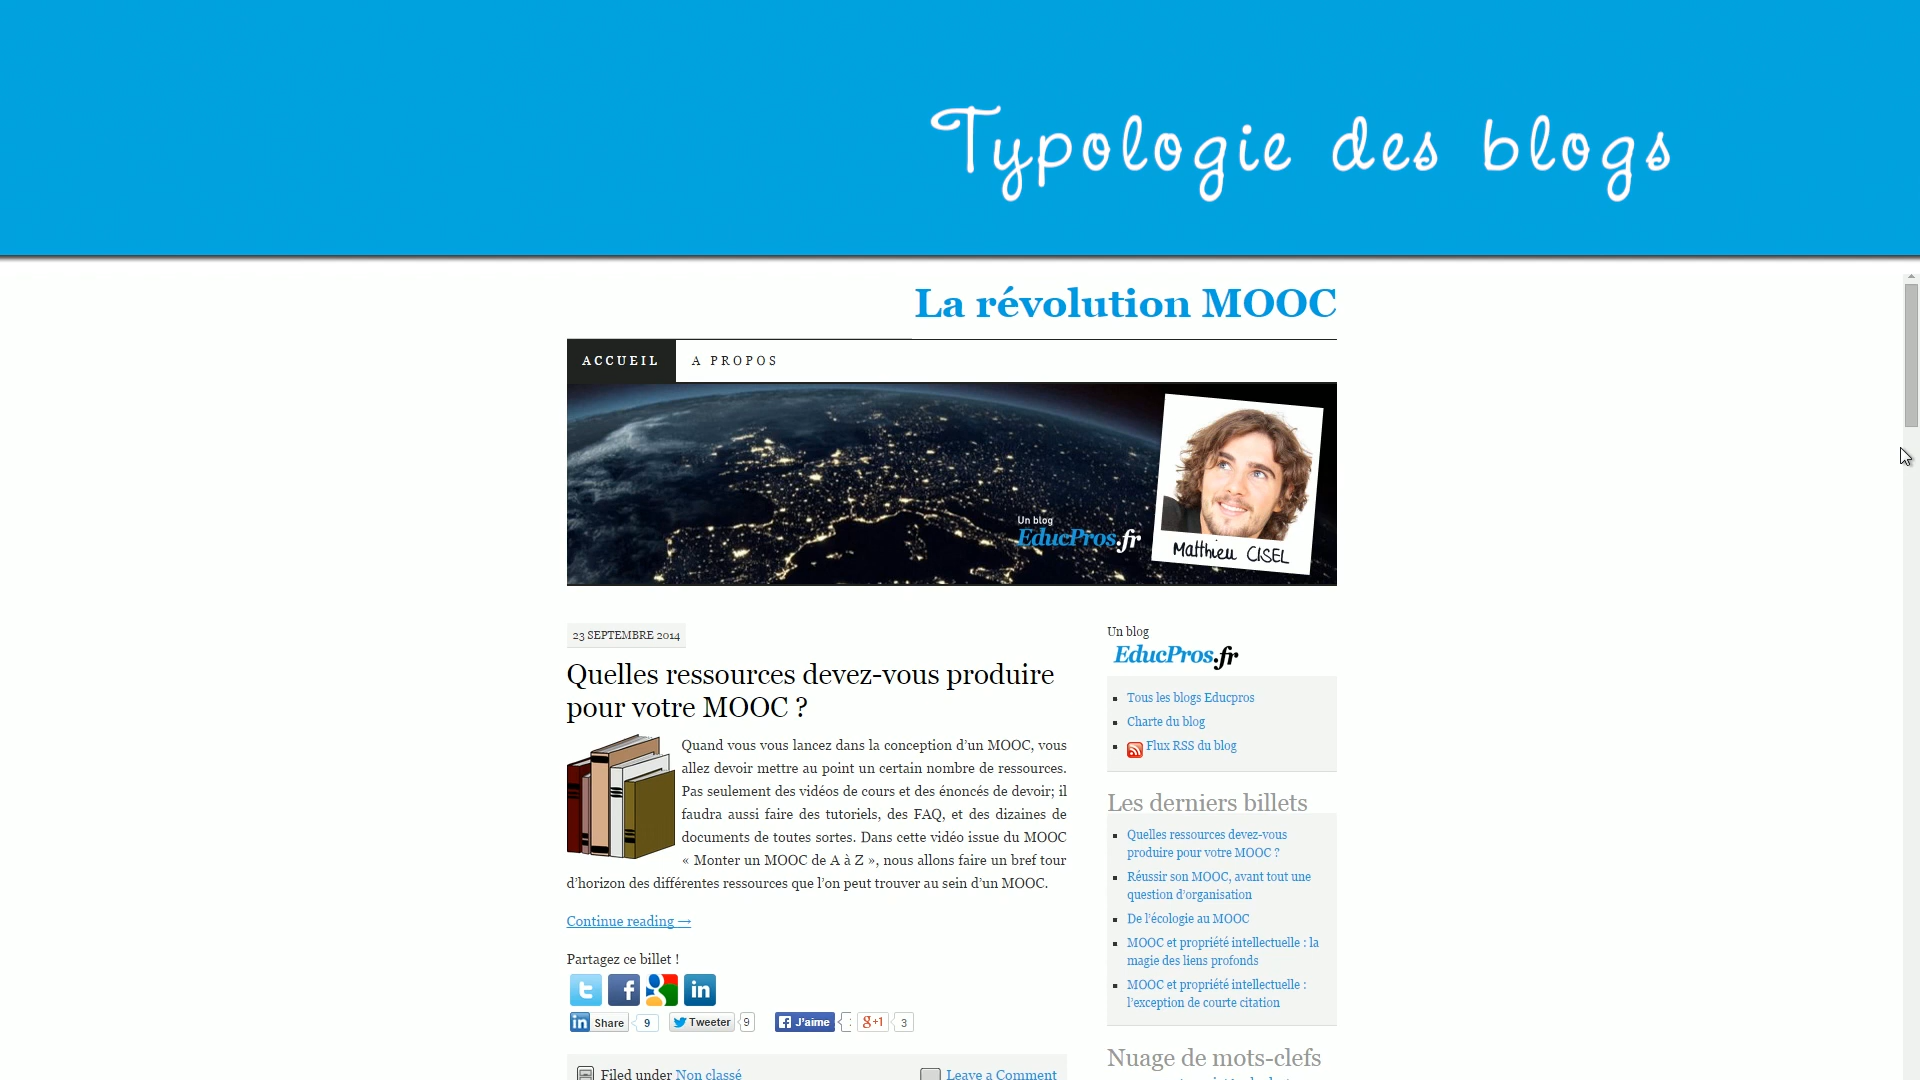 Typologie des blogs
La révolution MOOC
ACCUEIL
A PROPOS
Un blog
EducPros.fr
Matthieu CISEL
23 SEPTEMBRE 2014
Quelles ressources devez-vous produire
pour votre MOOC ?
Quand vous vous lancez dans la conception d'un MOOC, vous
allez devoir mettre au point un certain nombre de ressources.
Pas seulement des vidéos de cours et des énoncés de devoir; il
faudra aussi faire des tutoriels, des FAQ, et des dizaines de
documents de toutes sortes. Dans cette vidéo issue du MOOC
« Monter un MOOC de A à Z », nous allons faire un bref tour
d'horizon des différentes ressources que l'on peut trouver au sein d'un MOOC.
Continue reading →
Partagez ce billet !
Share 9
Tweeter 9
J'aime
g+1 3
Filed under Non classé
Leave a Comment
Un blog
EducPros.fr
Tous les blogs Educpros
Charte du blog
Flux RSS du blog
Les derniers billets
Quelles ressources devez-vous
produire pour votre MOOC ?
Réussir son MOOC, avant tout une
question d'organisation
De l'écologie au MOOC
MOOC et propriété intellectuelle : la
magie des liens profonds
MOOC et propriété intellectuelle :
l'exception de courte citation
Nuage de mots-clefs